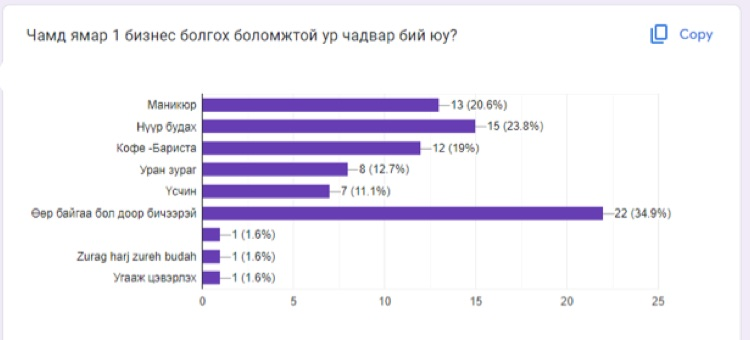 Чамд ямар 1 бизнес болгох боломжтой ур чадвар бий юу?
Copy
Маникюр 13 (20.6%)
Нүүр будах 15 (23.8%)
Кофе -Бариста 12 (19%)
Уран зураг 8 (12.7%)
Үсчин 7 (11.1%)
Өөр байгаа бол доор бичээрэй 22 (34.9%)
1 (1.6%)
Zurag harj zureh budah 1 (1.6%)
Угааж цэвэрлэх 1 (1.6%)
0 5 10 15 20 25